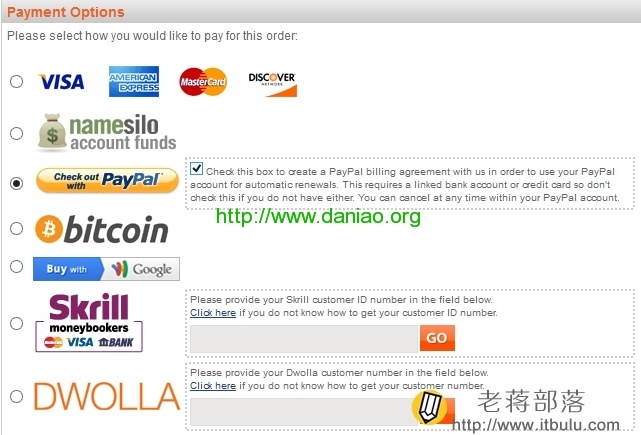 Payment Options
Please select how you would like to pay for this order:
VISA AMERICAN EXPRESS MasterCard DISCOVER NETWORK
namesilo
account funds
Check out with PayPal
Check this box to create a PayPal billing agreement with us in order to use your PayPal
account for automatic renewals. This requires a linked bank account or credit card so don't
check this if you do not have either. You can cancel at any time within your PayPal account.
http://www.daniao.org
bitcoin
Buy with Google
Skrill
moneybookers
VISA BANK
Please provide your Skrill customer ID number in the field below.
Click here if you do not know how to get your customer ID number.
GO
DWOLLA
Please provide your Dwolla customer number in the field below.
Click here if you do not know how to get your customer number.
老蒋部落
http://www.itbulu.com